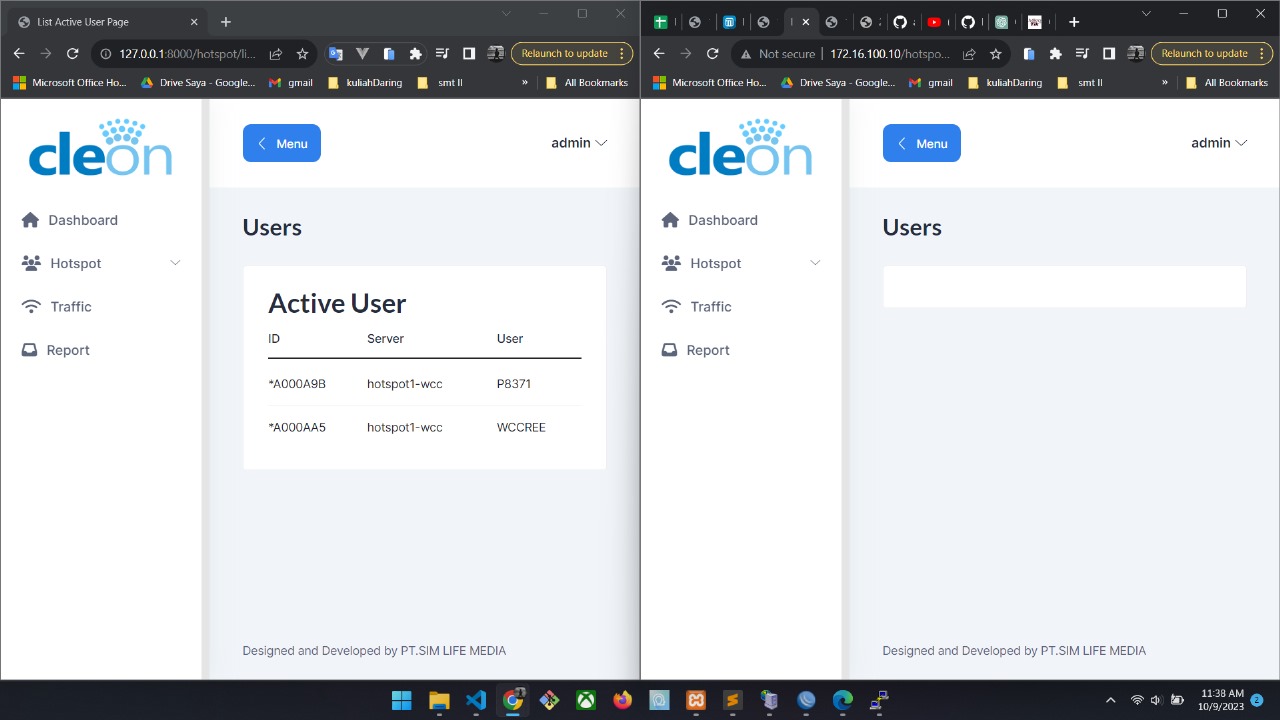 List Active User Page
127.0.0.1:8000/hotspot/li...
Relaunch to update
Microsoft Office Ho...
Drive Saya - Google...
gmail
kuliahDaring
smt II
»
All Bookmarks
cleon
Menu
admin
Dashboard
Hotspot
Traffic
Report
Users
Active User
ID Server User
*A000A9B hotspot1-wcc P8371
*A000AA5 hotspot1-wcc WCCREE
Designed and Developed by PT.SIM LIFE MEDIA
Not secure
172.16.100.10/hotspo...
Relaunch to update
Microsoft Office Ho...
Drive Saya - Google...
gmail
kuliahDaring
smt II
»
All Bookmarks
cleon
Menu
admin
Dashboard
Hotspot
Traffic
Report
Users
Designed and Developed by PT.SIM LIFE MEDIA
11:38 AM
10/9/2023
2